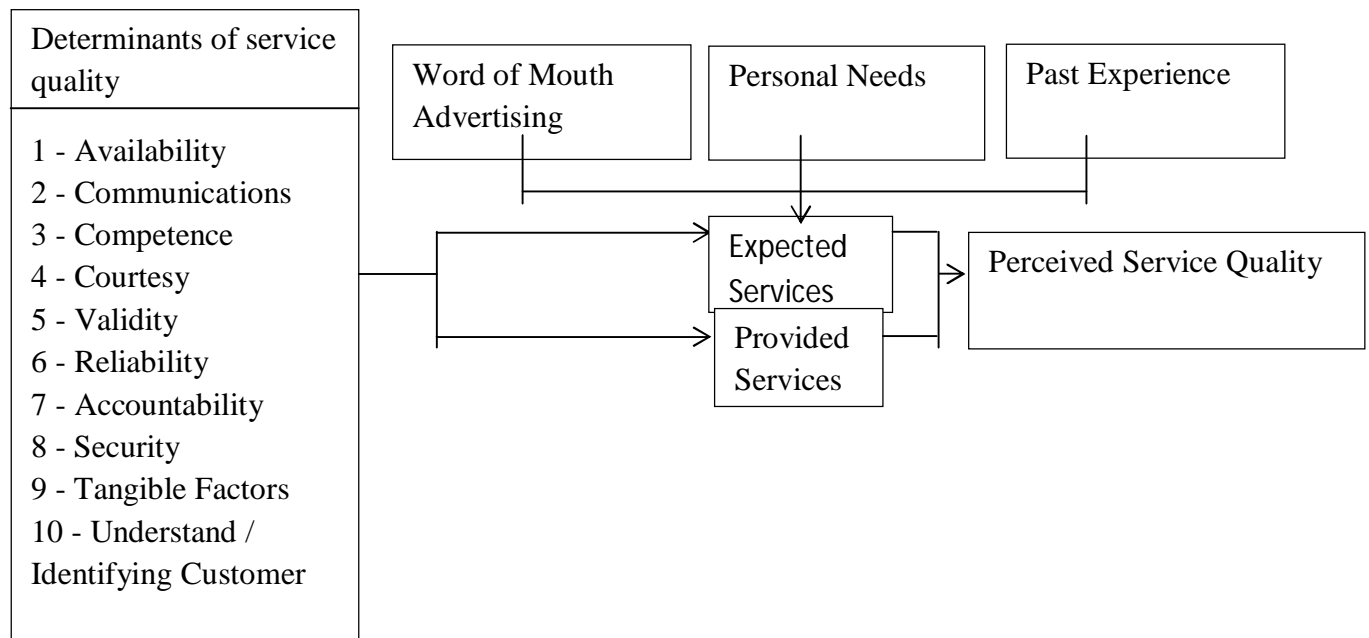 Determinants of service
quality
1 - Availability
2 - Communications
3 - Competence
4 - Courtesy
5 - Validity
6 - Reliability
7 - Accountability
8 - Security
9 - Tangible Factors
10 - Understand /
Identifying Customer
Word of Mouth
Advertising
Personal Needs
Past Experience
Expected
Services
Provided
Services
Perceived Service Quality